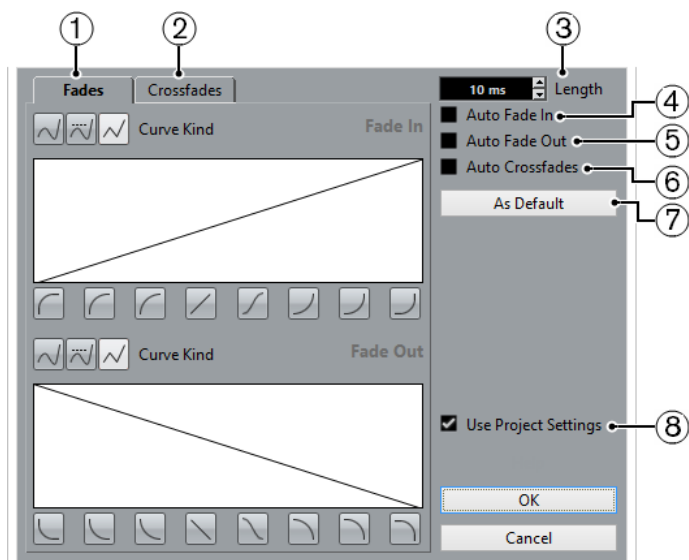 1
2
3
Fades
Crossfades
10 ms
Length
Curve Kind
Fade In
Auto Fade In
4
Auto Fade Out
5
Auto Crossfades
6
As Default
7
Curve Kind
Fade Out
Use Project Settings
8
OK
Cancel